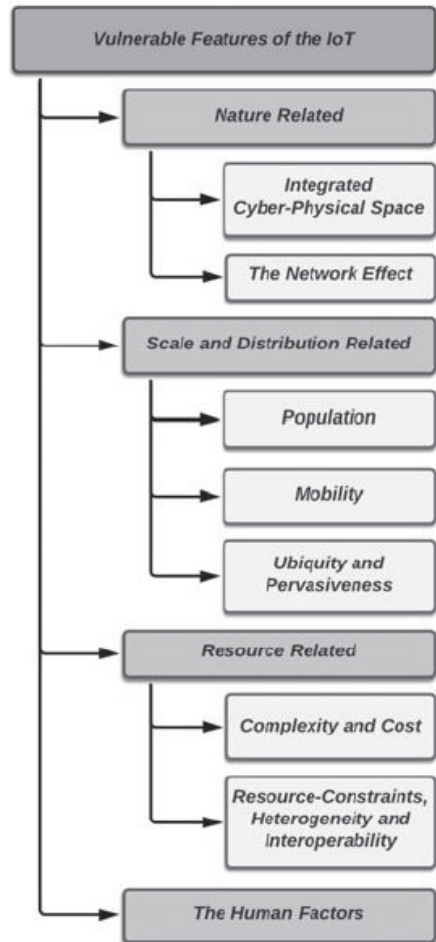 Vulnerable Features of the IoT
Nature Related
Integrated
Cyber-Physical Space
The Network Effect
Scale and Distribution Related
Population
Mobility
Ubiquity and
Pervasiveness
Resource Related
Complexity and Cost
Resource-Constraints,
Heterogeneity and
Interoperability
The Human Factors